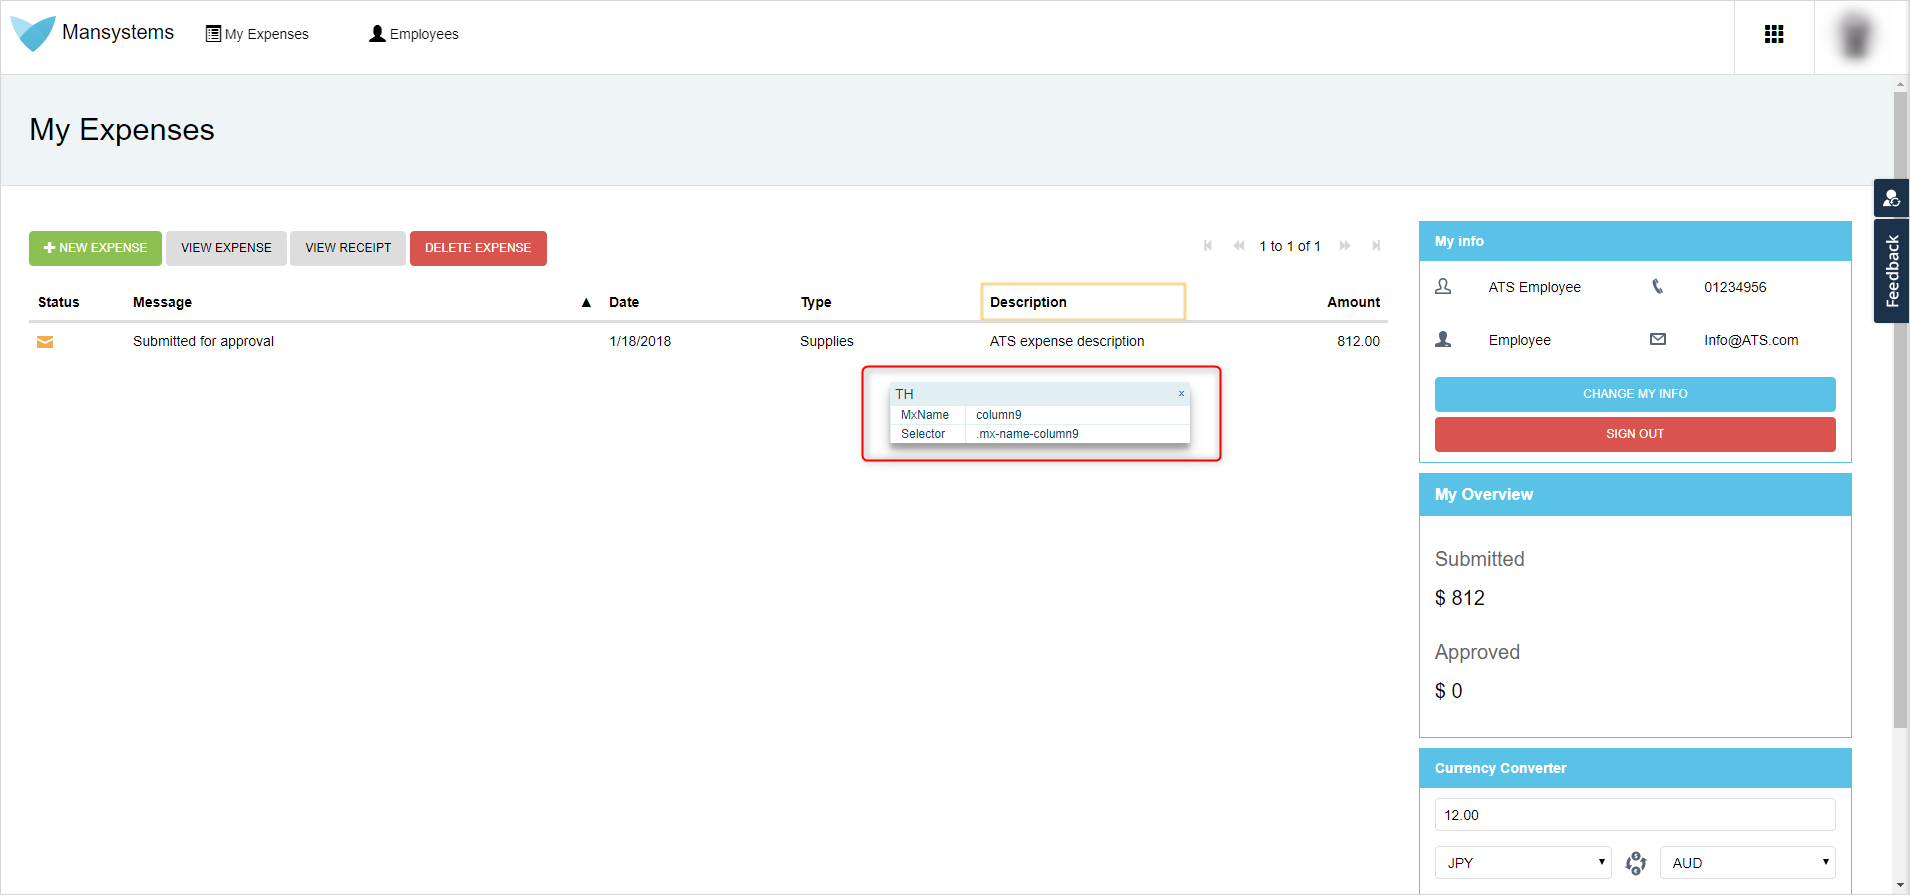 Mansystems
My Expenses
Employees
My Expenses
NEW EXPENSE
VIEW EXPENSE
VIEW RECEIPT
DELETE EXPENSE
1 to 1 of 1
Status
Message
Date
Type
Description
Amount
Submitted for approval
1/18/2018
Supplies
ATS expense description
812.00
TH
x
MxName
column9
Selector
.mx-name-column9
My info
ATS Employee
01234956
Employee
Info@ATS.com
CHANGE MY INFO
SIGN OUT
My Overview
Submitted
$ 812
Approved
$ 0
Currency Converter
12.00
JPY
AUD
Feedback